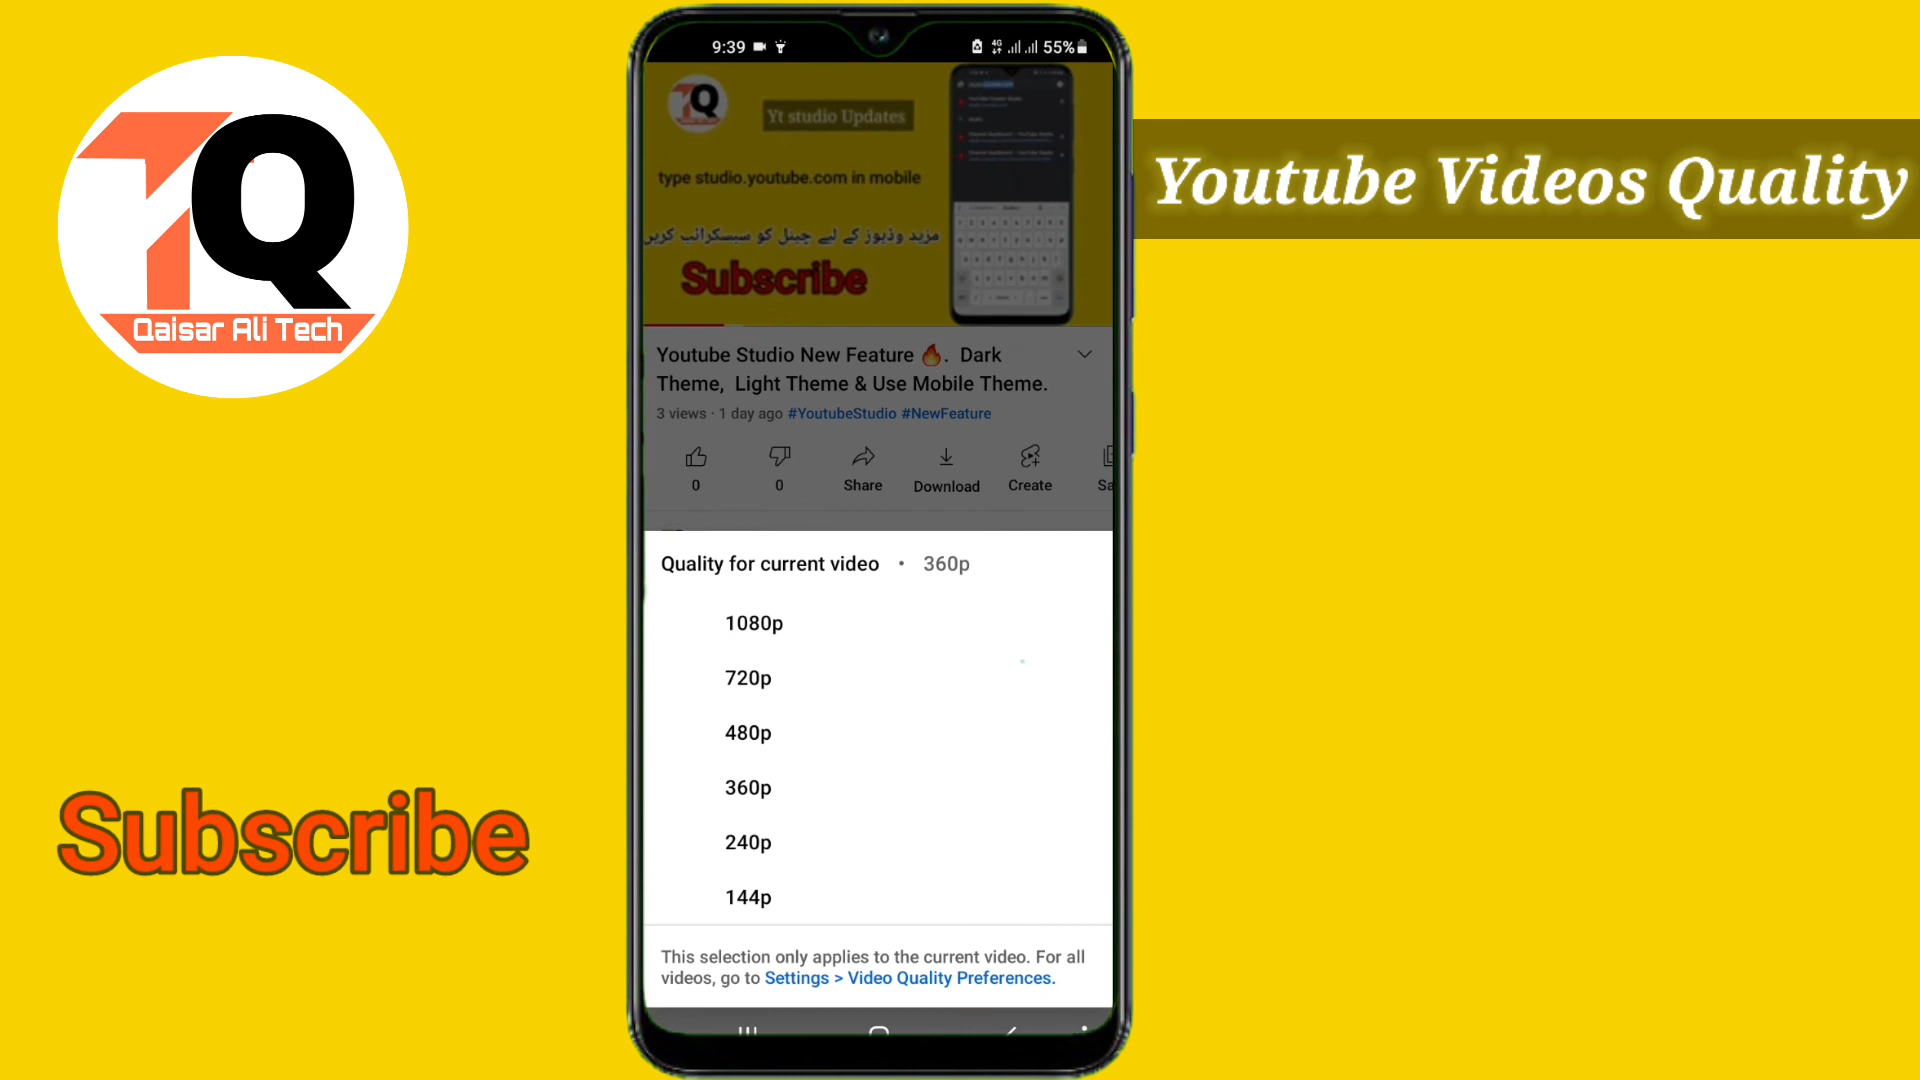 TQ
Qaisar Ali Tech
Subscribe
Youtube Videos Quality
9:39
4G
55%
Q
Yt studio Updates
type studio.youtube.com in mobile
مزید وڈیوز کے لیے چینل کو سبسکرائب کریں
Subscribe
Youtube Studio New Feature 🔥. Dark
Theme, Light Theme & Use Mobile Theme.
3 views · 1 day ago #YoutubeStudio #NewFeature
0
0
Share
Download
Create
Sa
Quality for current video • 360p
1080p
720p
480p
360p
240p
144p
This selection only applies to the current video. For all
videos, go to Settings > Video Quality Preferences.